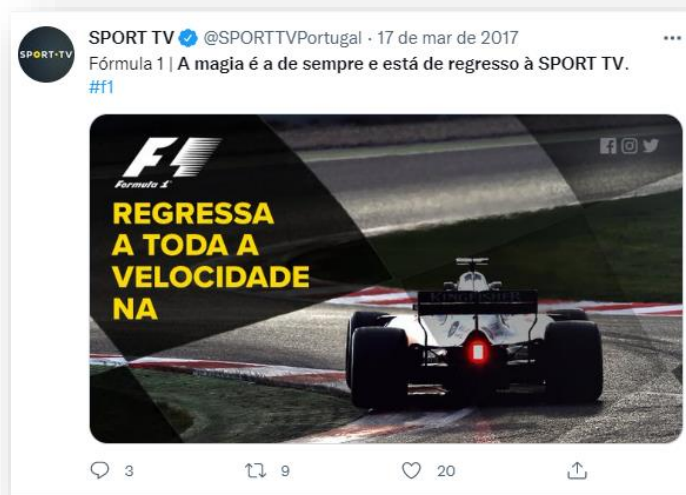 SPORT TV @SPORTTVPortugal · 17 de mar de 2017
SPORT·TV
Fórmula 1 | A magia é a de sempre e está de regresso à SPORT TV.
#f1
F1
Formula 1
REGRESSA
A TODA A
VELOCIDADE
NA
KINGFISHER
3 9 20